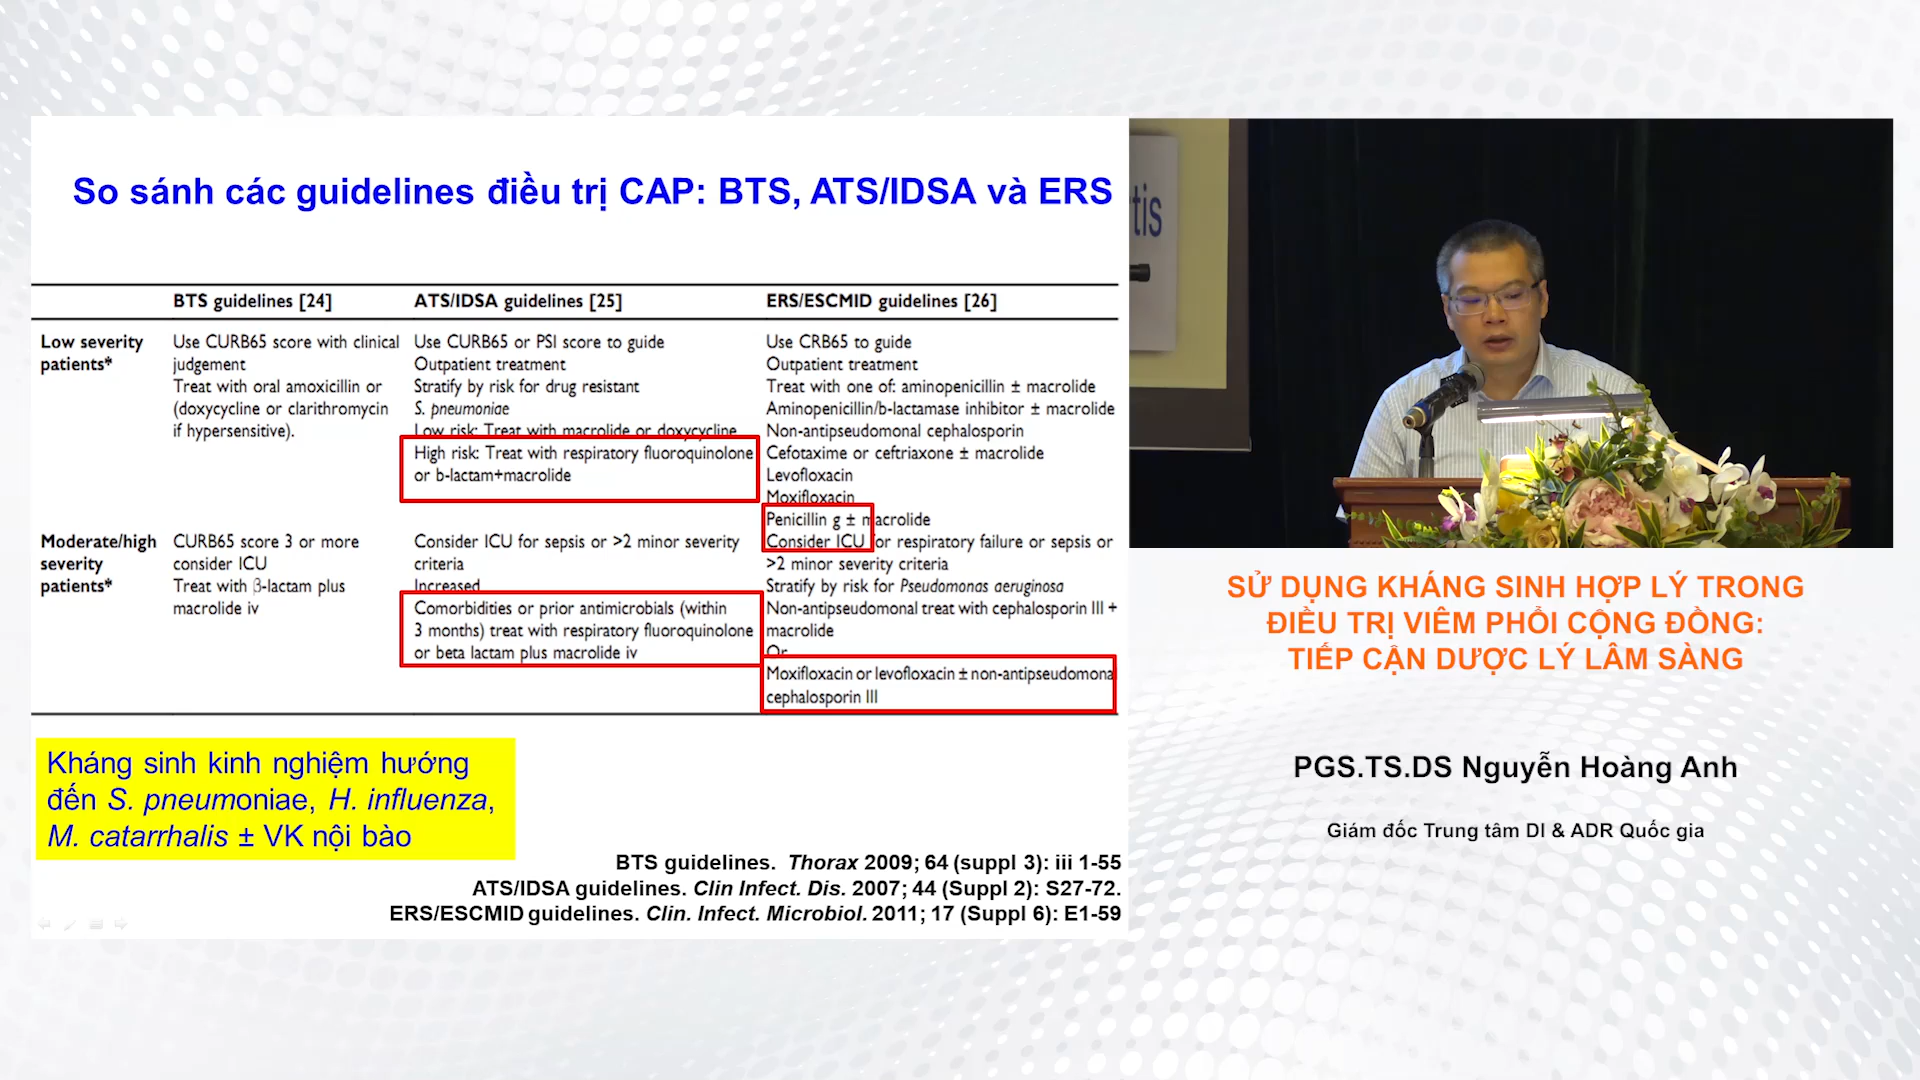 So sánh các guidelines điều trị CAP: BTS, ATS/IDSA và ERS
BTS guidelines [24]
ATS/IDSA guidelines [25]
ERS/ESCMID guidelines [26]
Low severity
patients*
Use CURB65 score with clinical
judgement
Treat with oral amoxicillin or
(doxycycline or clarithromycin
if hypersensitive).
Use CURB65 or PSI score to guide
Outpatient treatment
Stratify by risk for drug resistant
S. pneumoniae
Low risk: Treat with macrolide or doxycycline
High risk: Treat with respiratory fluoroquinolone
or b-lactam+macrolide
Use CRB65 to guide
Outpatient treatment
Treat with one of: aminopenicillin ± macrolide
Aminopenicillin/b-lactamase inhibitor ± macrolide
Non-antipseudomonal cephalosporin
Cefotaxime or ceftriaxone ± macrolide
Levofloxacin
Moxifloxacin
Penicillin g ± macrolide
Moderate/high
severity
patients*
CURB65 score 3 or more
consider ICU
Treat with β-lactam plus
macrolide iv
Consider ICU for sepsis or >2 minor severity
criteria
Increased
Comorbidities or prior antimicrobials (within
3 months) treat with respiratory fluoroquinolone
or beta lactam plus macrolide iv
Consider ICU for respiratory failure or sepsis or
>2 minor severity criteria
Stratify by risk for Pseudomonas aeruginosa
Non-antipseudomonal treat with cephalosporin III +
macrolide
Or
Moxifloxacin or levofloxacin ± non-antipseudomona
cephalosporin III
Kháng sinh kinh nghiệm hướng
đến S. pneumoniae, H. influenza,
M. catarrhalis ± VK nội bào
BTS guidelines. Thorax 2009; 64 (suppl 3): iii 1-55
ATS/IDSA guidelines. Clin Infect. Dis. 2007; 44 (Suppl 2): S27-72.
ERS/ESCMID guidelines. Clin. Infect. Microbiol. 2011; 17 (Suppl 6): E1-59
tis
SỬ DỤNG KHÁNG SINH HỢP LÝ TRONG
ĐIỀU TRỊ VIÊM PHỔI CỘNG ĐỒNG:
TIẾP CẬN DƯỢC LÝ LÂM SÀNG
PGS.TS.DS Nguyễn Hoàng Anh
Giám đốc Trung tâm DI & ADR Quốc gia